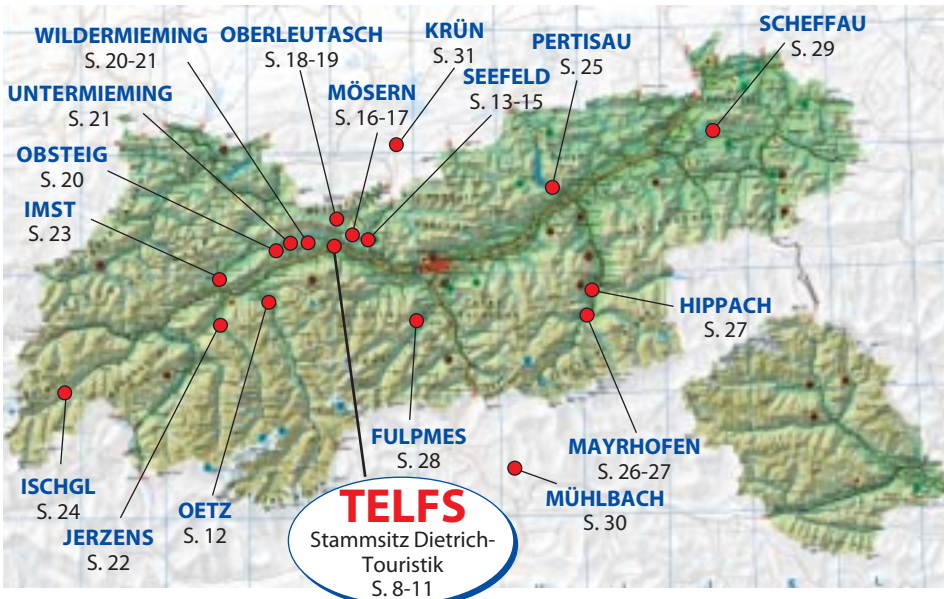 WILDERMIEMING
S. 20-21
OBERLEUTASCH
S. 18-19
KRÜN
S. 31
PERTISAU
S. 25
SCHEFFAU
S. 29
UNTERMIEMING
S. 21
MÖSERN
S. 16-17
SEEFELD
S. 13-15
OBSTEIG
S. 20
IMST
S. 23
HIPPACH
S. 27
FULPMES
S. 28
MAYRHOFEN
S. 26-27
MÜHLBACH
S. 30
ISCHGL
S. 24
JERZENS
S. 22
OETZ
S. 12
TELFS
Stammsitz Dietrich-
Touristik
S. 8-11